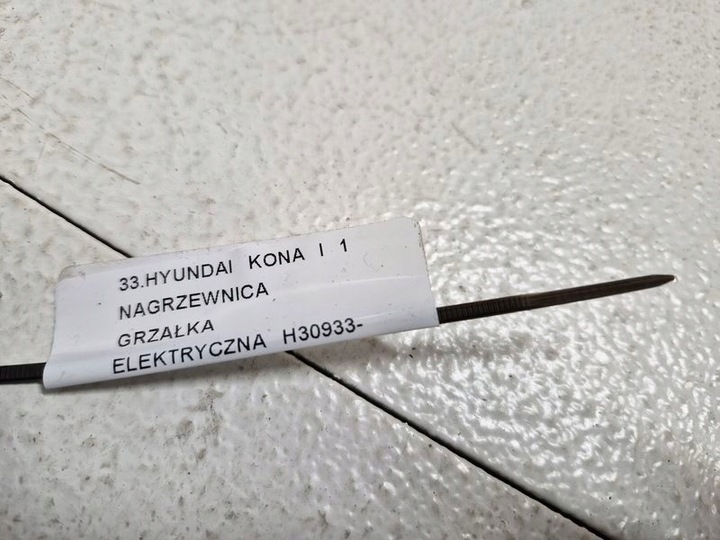 33.HYUNDAI KONA I 1
NAGRZEWNICA
GRZAŁKA
ELEKTRYCZNA H30933-